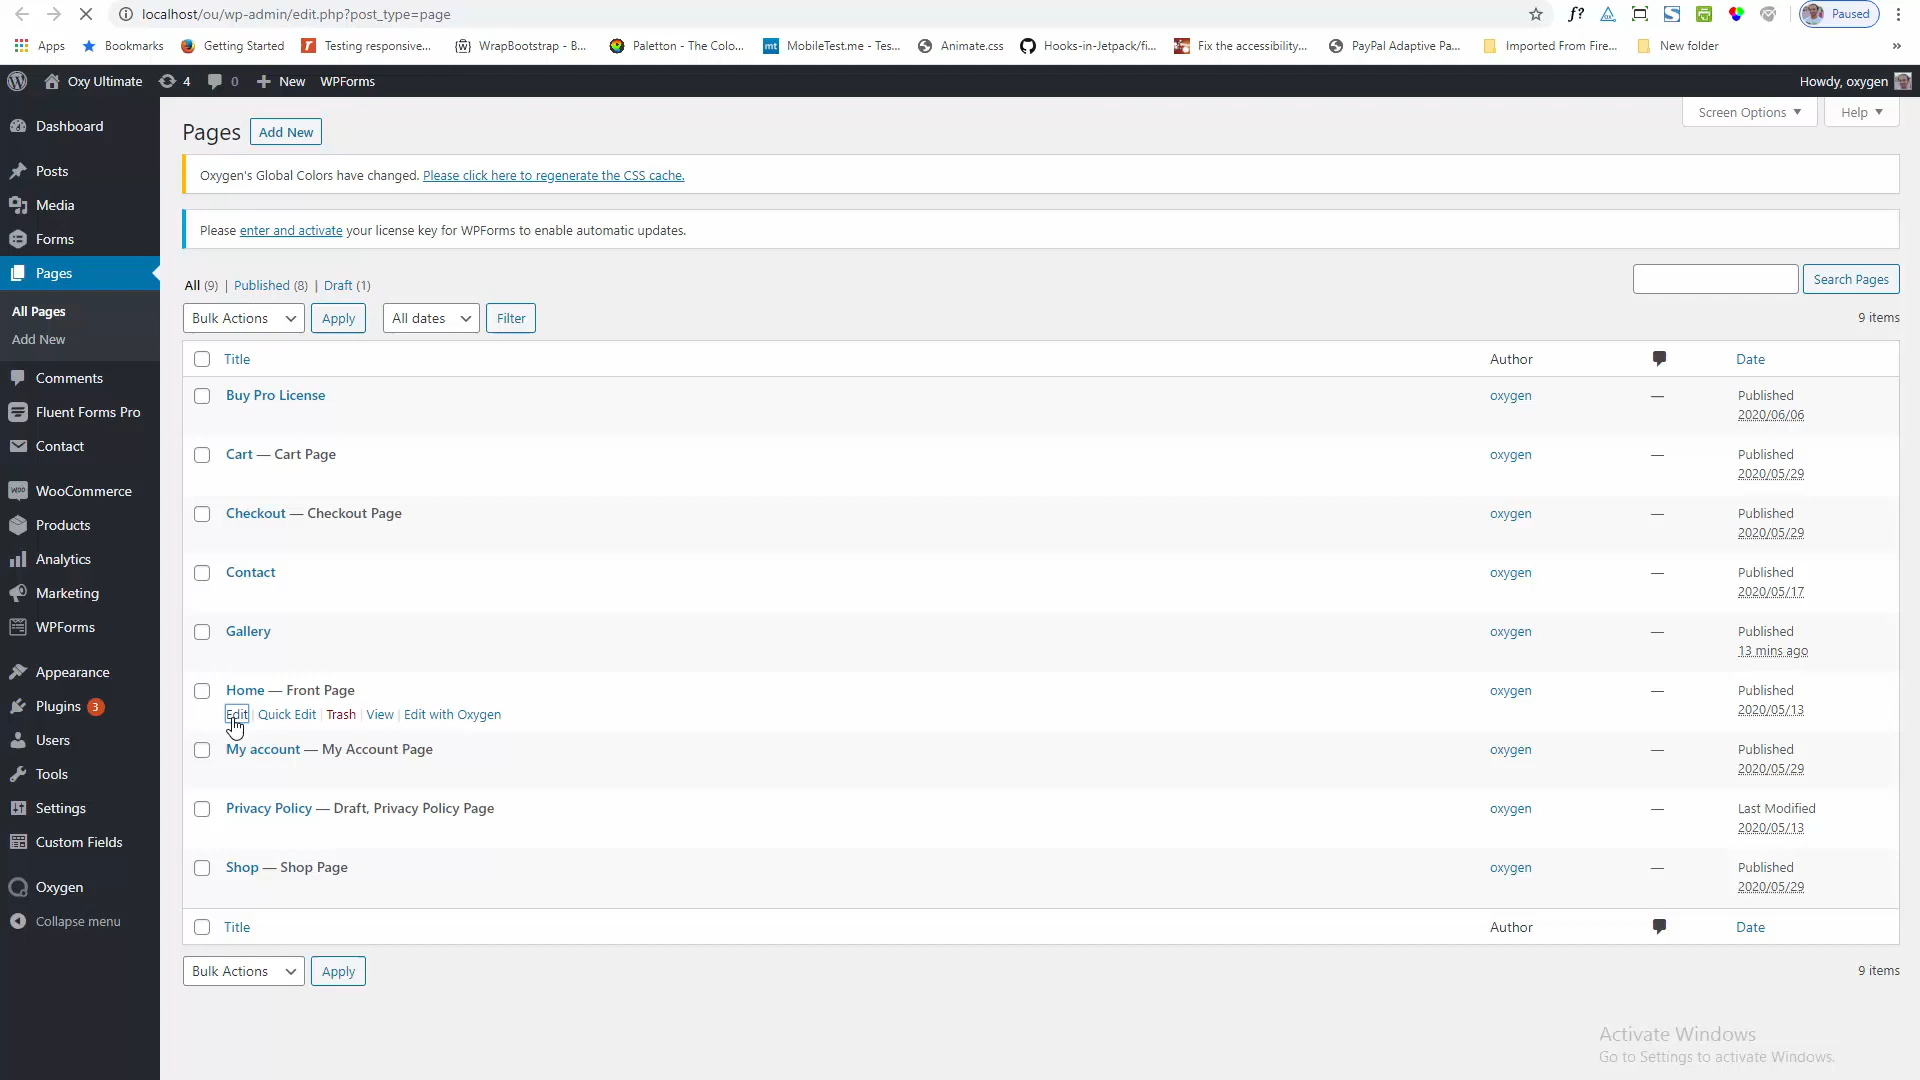 localhost/ou/wp-admin/edit.php?post_type=page
Paused
Apps
Bookmarks
Getting Started
Testing responsive...
WrapBootstrap - B...
Paletton - The Colo...
MobileTest.me - Tes...
Animate.css
Hooks-in-Jetpack/fi...
Fix the accessibility...
PayPal Adaptive Pa...
Imported From Fire...
New folder
Oxy Ultimate
4
0
New
WPForms
Howdy, oxygen
Dashboard
Posts
Media
Forms
Pages
All Pages
Add New
Comments
Fluent Forms Pro
Contact
WooCommerce
Products
Analytics
Marketing
WPForms
Appearance
Plugins 3
Users
Tools
Settings
Custom Fields
Oxygen
Collapse menu
Screen Options
Help
Pages
Add New
Oxygen's Global Colors have changed. Please click here to regenerate the CSS cache.
Please enter and activate your license key for WPForms to enable automatic updates.
All (9) | Published (8) | Draft (1)
Search Pages
Bulk Actions
Apply
All dates
Filter
9 items
Title
Author
Date
Buy Pro License
oxygen
—
Published
2020/06/06
Cart — Cart Page
oxygen
—
Published
2020/05/29
Checkout — Checkout Page
oxygen
—
Published
2020/05/29
Contact
oxygen
—
Published
2020/05/17
Gallery
oxygen
—
Published
13 mins ago
Home — Front Page
Edit | Quick Edit | Trash | View | Edit with Oxygen
oxygen
—
Published
2020/05/13
My account — My Account Page
oxygen
—
Published
2020/05/29
Privacy Policy — Draft, Privacy Policy Page
oxygen
—
Last Modified
2020/05/13
Shop — Shop Page
oxygen
—
Published
2020/05/29
Title
Author
Date
Bulk Actions
Apply
9 items
Activate Windows
Go to Settings to activate Windows.